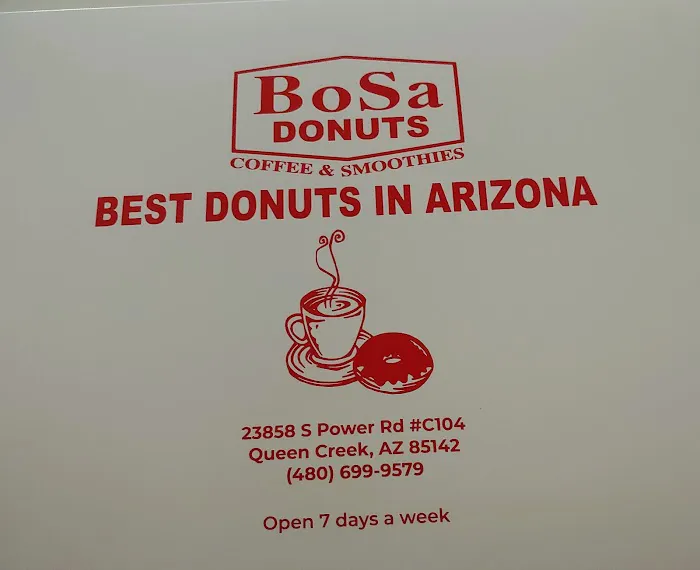 BoSa
DONUTS
COFFEE & SMOOTHIES
BEST DONUTS IN ARIZONA
23858 S Power Rd #C104
Queen Creek, AZ 85142
(480) 699-9579
Open 7 days a week